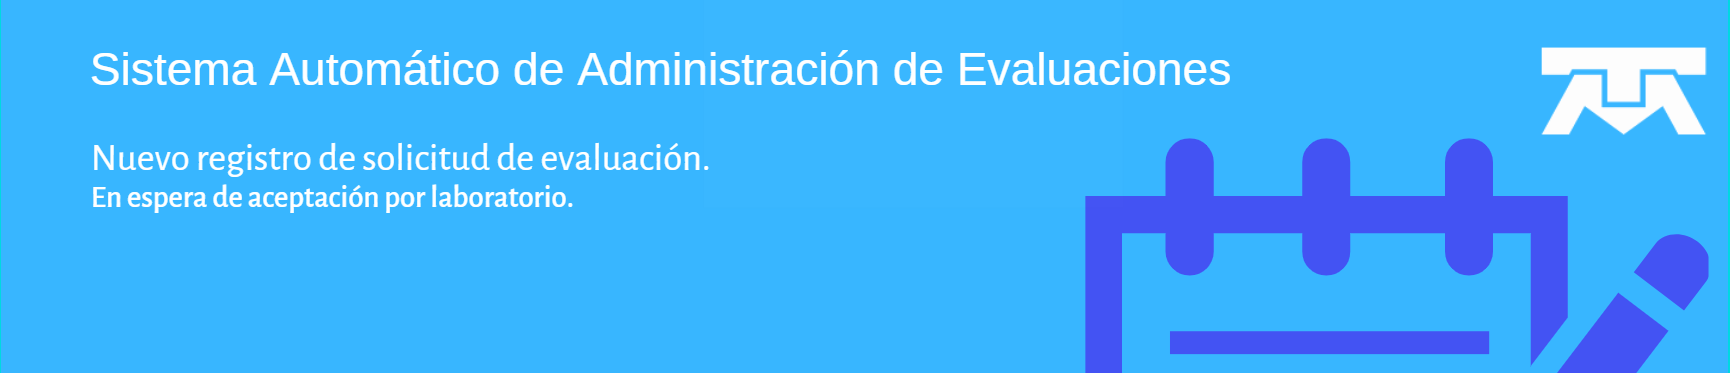 Sistema Automático de Administración de Evaluaciones
Nuevo registro de solicitud de evaluación.
En espera de aceptación por laboratorio.